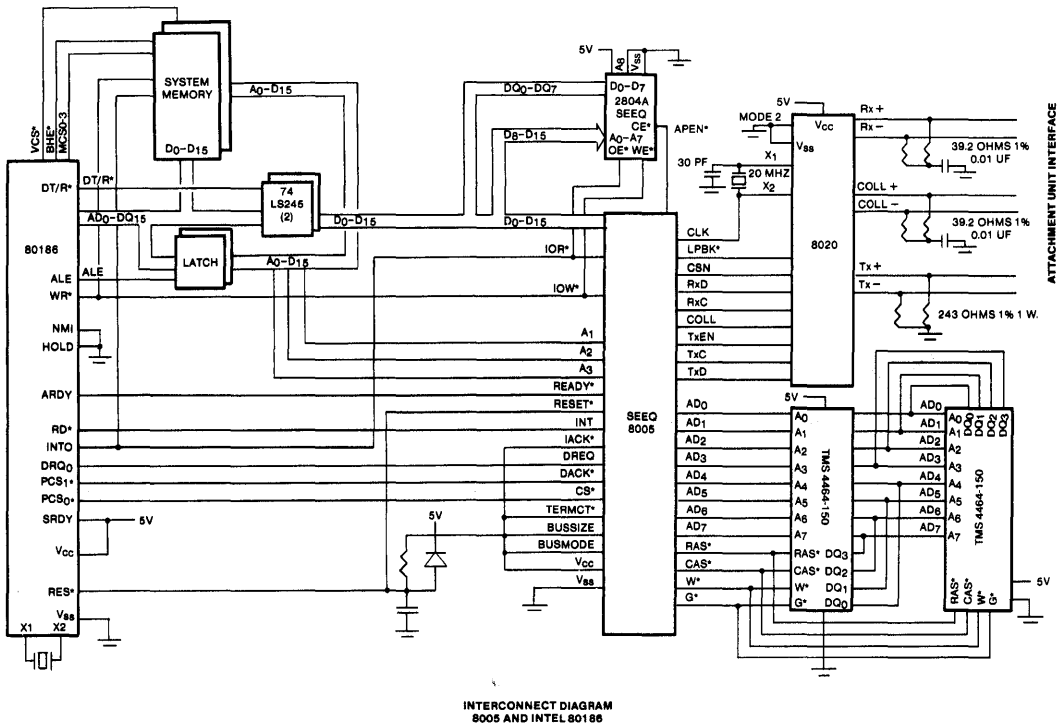 VCS*
BHE*
MCS0-3
SYSTEM
MEMORY
A0-D15
D0-D15
80186
DT/R*
DT/R*
AD0-DQ15
74
LS245
(2)
D0-D15
LATCH
A0-D15
ALE
ALE
WR*
NMI
HOLD
ARDY
RD*
INTO
DRQ0
PCS1*
PCS0*
SRDY
5V
VCC
RES*
VSS
X1
X2
5V
5V
A8
VSS
DQ0-DQ7
D0-D7
2804A
SEEQ
CE*
A0-A7
OE* WE*
D8-D15
APEN*
D0-D15
IOR*
IOW*
A1
A2
A3
READY*
RESET*
INT
IACK*
DREQ
DACK*
CS*
TERMCT*
BUSSIZE
BUSMODE
VCC
VSS
SEEQ
8005
CLK
LPBK*
CSN
RxD
RxC
COLL
TxEN
TxC
TxD
AD0
AD1
AD2
AD3
AD4
AD5
AD6
AD7
RAS*
CAS*
W*
G*
5V
MODE 2
VCC
VSS
30 PF
X1
20 MHZ
X2
8020
Rx+
Rx-
39.2 OHMS 1%
0.01 UF
COLL +
COLL -
39.2 OHMS 1%
0.01 UF
Tx+
Tx-
243 OHMS 1% 1 W.
ATTACHMENT UNIT INTERFACE
5V
A0
A1
A2
A3
A4
A5
A6
A7
RAS* DQ3
CAS* DQ2
W* DQ1
G* DQ0
TMS 4464-150
AD0
AD1
AD2
AD3
AD4
AD5
AD6
AD7
A0
A1
A2
A3
A4
A5
A6
A7
DQ0
DQ1
DQ2
DQ3
TMS 4464-150
RAS*
CAS*
W*
G*
5V
INTERCONNECT DIAGRAM
8005 AND INTEL 80186